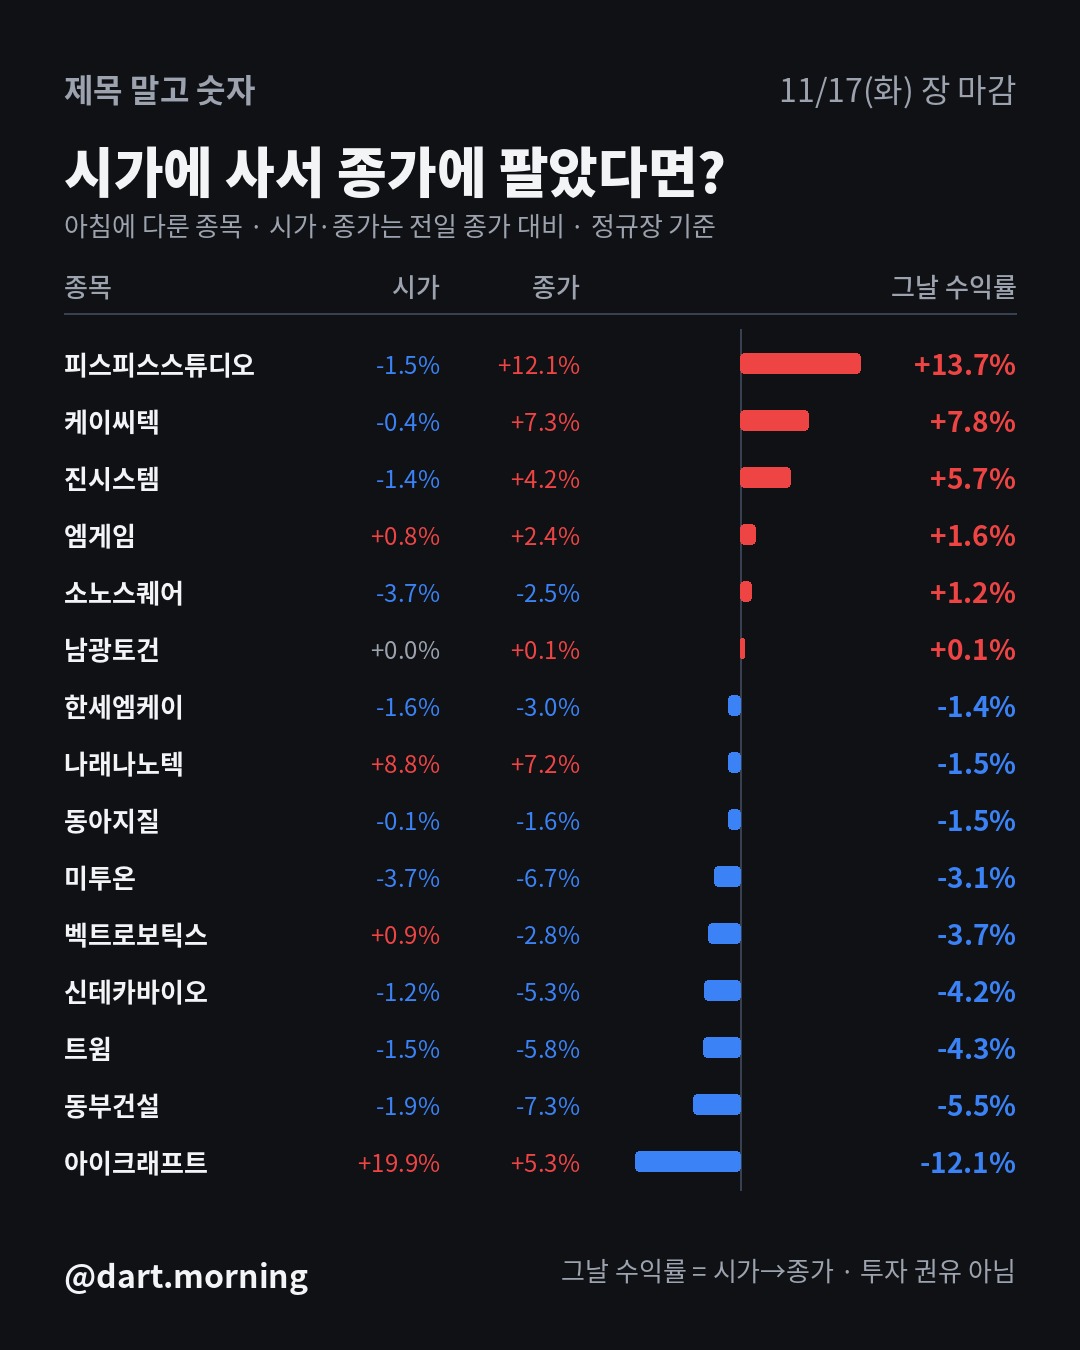 제목 말고 숫자 11/17(화) 장 마감
시가에 사서 종가에 팔았다면?
아침에 다룬 종목 · 시가·종가는 전일 종가 대비 · 정규장 기준
종목 시가 종가 그날 수익률
피스피스스튜디오 -1.5% +12.1% +13.7%
케이씨텍 -0.4% +7.3% +7.8%
진시스템 -1.4% +4.2% +5.7%
엠게임 +0.8% +2.4% +1.6%
소노스퀘어 -3.7% -2.5% +1.2%
남광토건 +0.0% +0.1% +0.1%
한세엠케이 -1.6% -3.0% -1.4%
나래나노텍 +8.8% +7.2% -1.5%
동아지질 -0.1% -1.6% -1.5%
미투온 -3.7% -6.7% -3.1%
벡트로보틱스 +0.9% -2.8% -3.7%
신테카바이오 -1.2% -5.3% -4.2%
트윔 -1.5% -5.8% -4.3%
동부건설 -1.9% -7.3% -5.5%
아이크래프트 +19.9% +5.3% -12.1%
@dart.morning 그날 수익률 = 시가→종가 · 투자 권유 아님